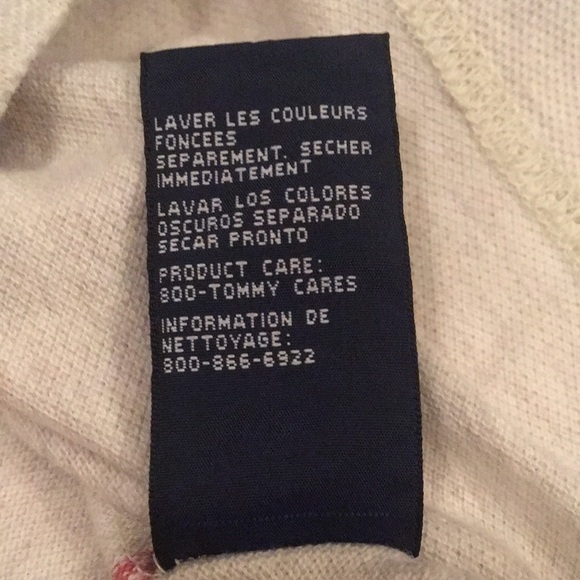 LAVER LES COULEURS
FONCEES
SEPAREMENT. SECHER
IMMEDIATEMENT
LAVAR LOS COLORES
OSCUROS SEPARADO
SECAR PRONTO
PRODUCT CARE:
800-TOMMY CARES
INFORMATION DE
NETTOYAGE:
800-866-6922